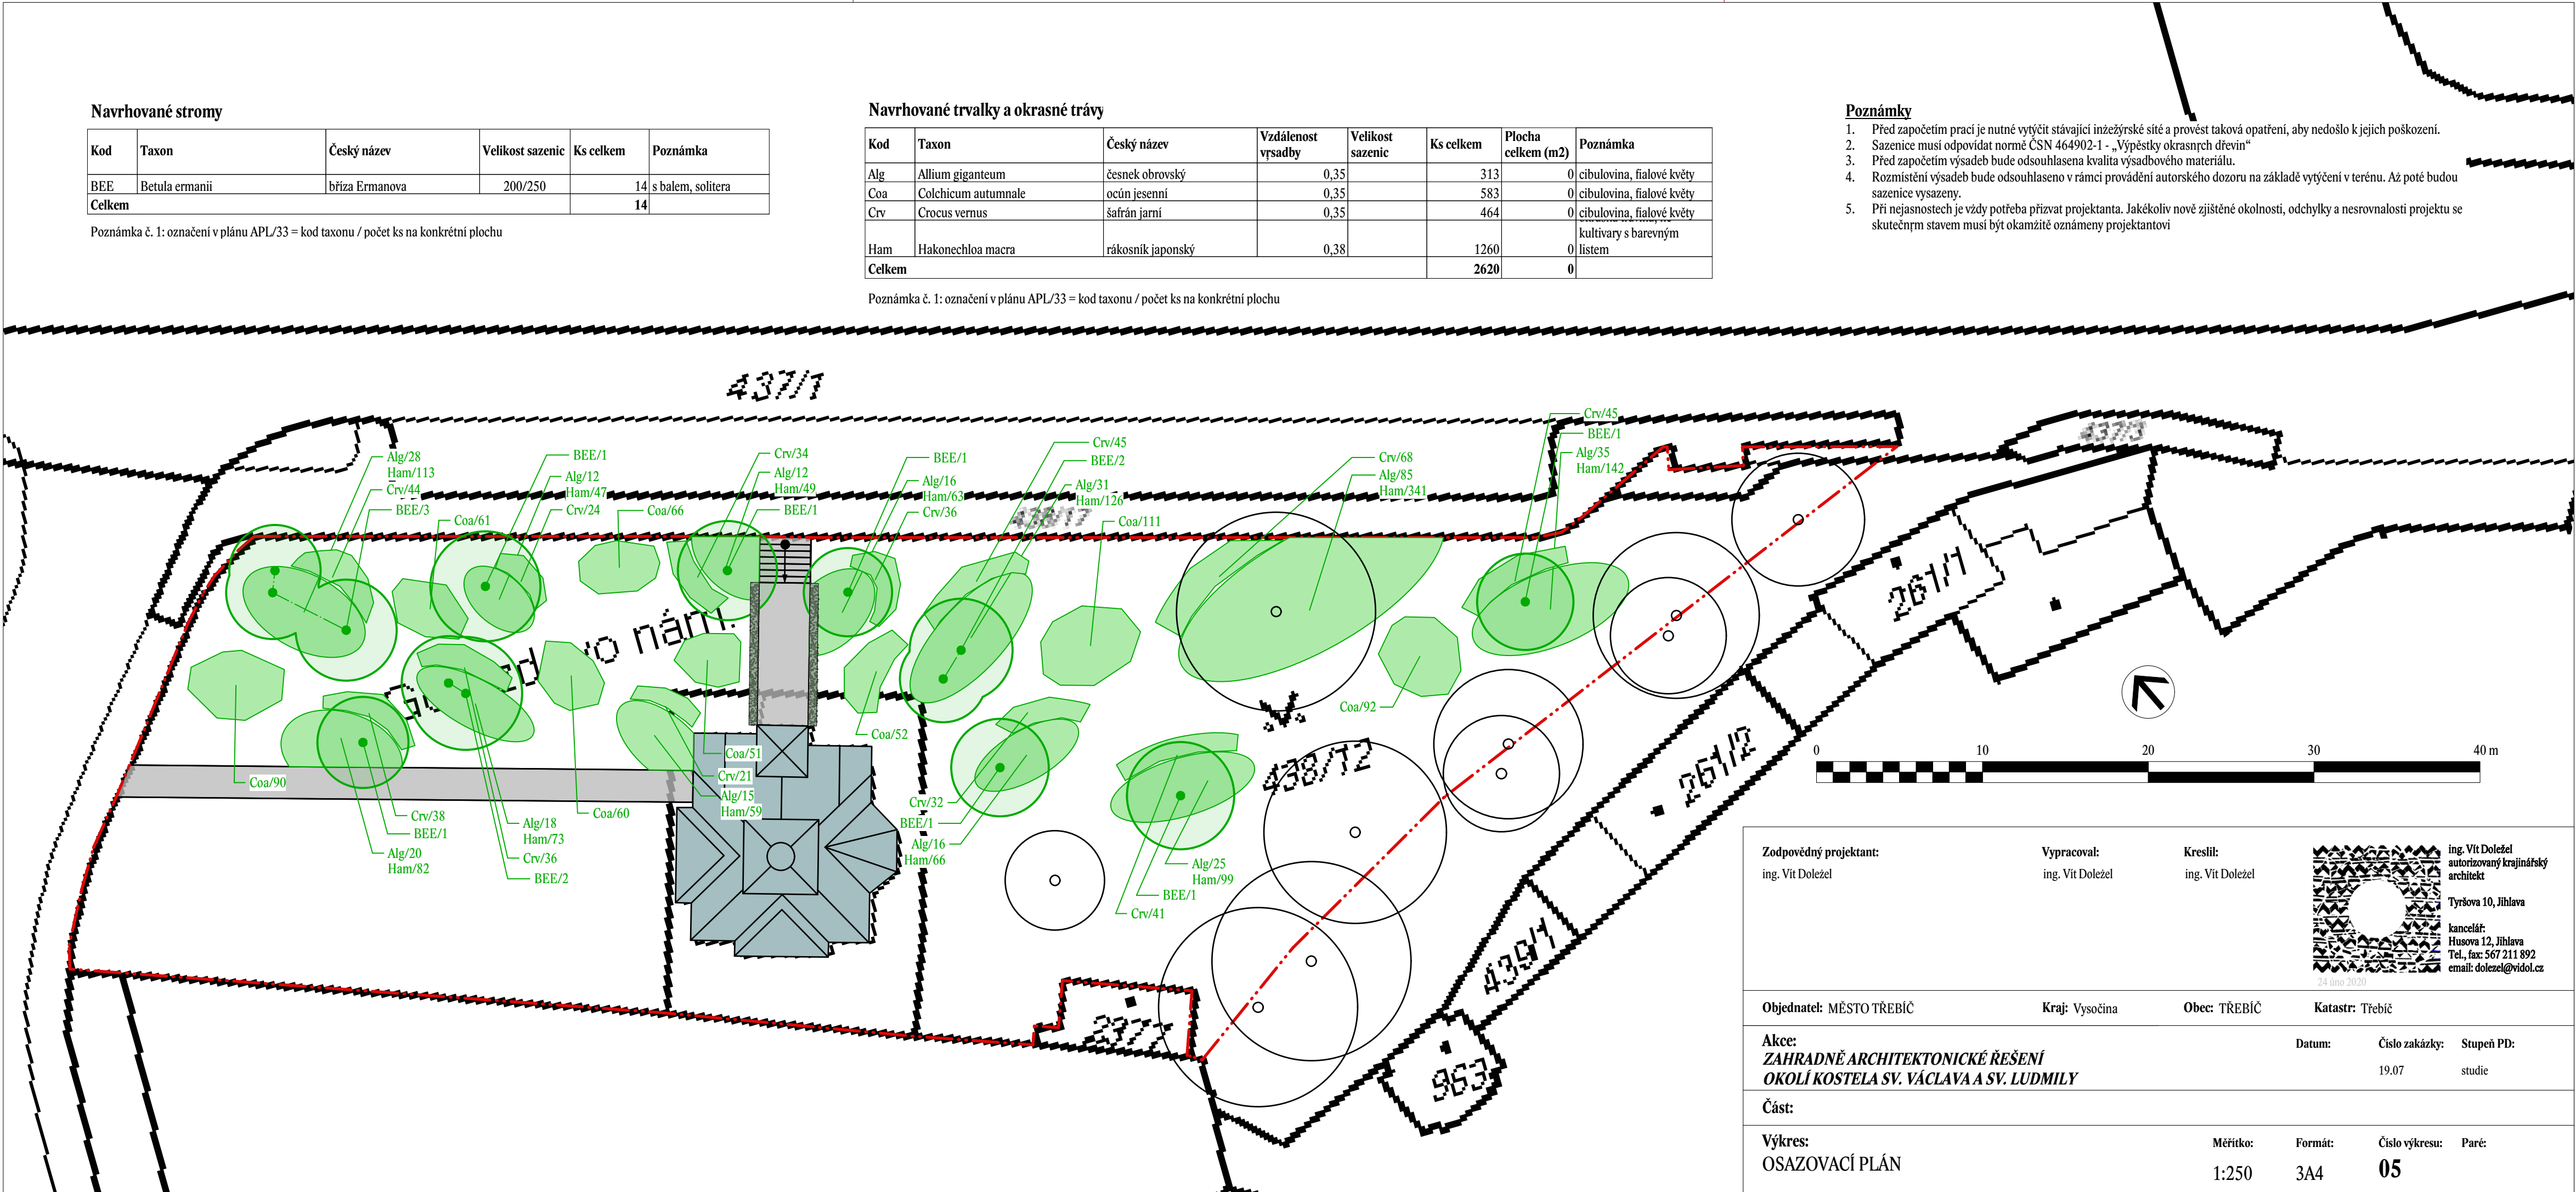 Navrhované stromy
Kod Taxon Český název Velikost sazenic Ks celkem Poznámka
BEE Betula ermanii bříza Ermanova 200/250 14 s balem, solitera
Celkem 14
Poznámka č. 1: označení v plánu APL/33 = kod taxonu / počet ks na konkrétní plochu
Navrhované trvalky a okrasné trávy
Kod Taxon Český název Vzdálenost vysadby Velikost sazenic Ks celkem Plocha celkem (m2) Poznámka
Alg Allium giganteum česnek obrovský 0,35 313 0 cibulovina, fialové květy
Coa Colchicum autumnale ocún jesenní 0,35 583 0 cibulovina, fialové květy
Crv Crocus vernus šafrán jarní 0,35 464 0 cibulovina, fialové květy
Ham Hakonechloa macra rákosník japonský 0,38 1260 0 kultivary s barevným listem
Celkem 2620 0
Poznámka č. 1: označení v plánu APL/33 = kod taxonu / počet ks na konkrétní plochu
Poznámky
1. Před započetím prací je nutné vytýčit stávající inžežýrské sítě a provést taková opatření, aby nedošlo k jejich poškození.
2. Sazenice musí odpovídat normě ČSN 464902-1 - „Výpěstky okrasnrch dřevin“
3. Před započetím výsadeb bude odsouhlasena kvalita výsadbového materiálu.
4. Rozmístění výsadeb bude odsouhlaseno v rámci provádění autorského dozoru na základě vytýčení v terénu. Až poté budou
sazenice vysazeny.
5. Při nejasnostech je vždy potřeba přizvat projektanta. Jakékoliv nově zjištěné okolnosti, odchylky a nesrovnalosti projektu se
skutečnrm stavem musí být okamžitě oznámeny projektantovi
437/1
Alg/28
Ham/113
Crv/44
BEE/3
Coa/61
BEE/1
Alg/12
Ham/47
Crv/24
Coa/66
Crv/34
Alg/12
Ham/49
BEE/1
BEE/1
Alg/16
Ham/63
Crv/36
Crv/45
BEE/2
Alg/31
Ham/126
Coa/111
Crv/68
Alg/85
Ham/341
Crv/45
BEE/1
Alg/35
Ham/142
261/1
261/2
439/1
963
438/12
Coa/92
Coa/52
Coa/51
Crv/21
Alg/15
Ham/59
Coa/90
Coa/60
Crv/38
BEE/1
Alg/20
Ham/82
Alg/18
Ham/73
Crv/36
BEE/2
Crv/32
BEE/1
Alg/16
Ham/66
Alg/25
Ham/99
BEE/1
Crv/41
0 10 20 30 40 m
Zodpovědný projektant: Vypracoval: Kreslil:
ing. Vít Doležel ing. Vít Doležel ing. Vít Doležel
ing. Vít Doležel
autorizovaný krajinářský
architekt
Tyršova 10, Jihlava
kancelář:
Husova 12, Jihlava
Tel., fax: 567 211 892
email: dolezel@vidol.cz
24 úno 2020
Objednatel: MĚSTO TŘEBÍČ Kraj: Vysočina Obec: TŘEBÍČ Katastr: Třebíč
Akce: Datum: Číslo zakázky: Stupeň PD:
ZAHRADNĚ ARCHITEKTONICKÉ ŘEŠENÍ
OKOLÍ KOSTELA SV. VÁCLAVA A SV. LUDMILY
19.07 studie
Část:
Výkres: Měřítko: Formát: Číslo výkresu: Paré:
OSAZOVACÍ PLÁN 1:250 3A4 05